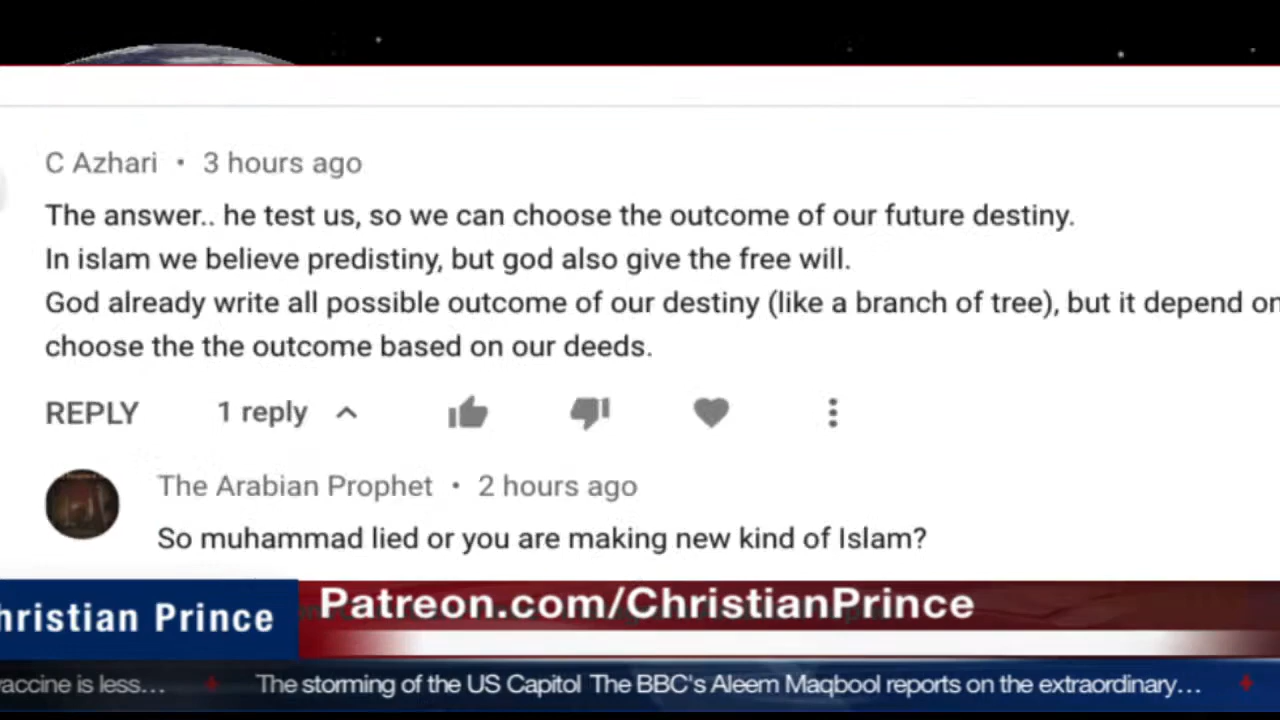 C Azhari • 3 hours ago
The answer.. he test us, so we can choose the outcome of our future destiny.
In islam we believe predistiny, but god also give the free will.
God already write all possible outcome of our destiny (like a branch of tree), but it depend on
choose the the outcome based on our deeds.
REPLY 1 reply
The Arabian Prophet • 2 hours ago
So muhammad lied or you are making new kind of Islam?
hristian Prince Patreon.com/ChristianPrince
vaccine is less... The storming of the US Capitol The BBC's Aleem Maqbool reports on the extraordinary...